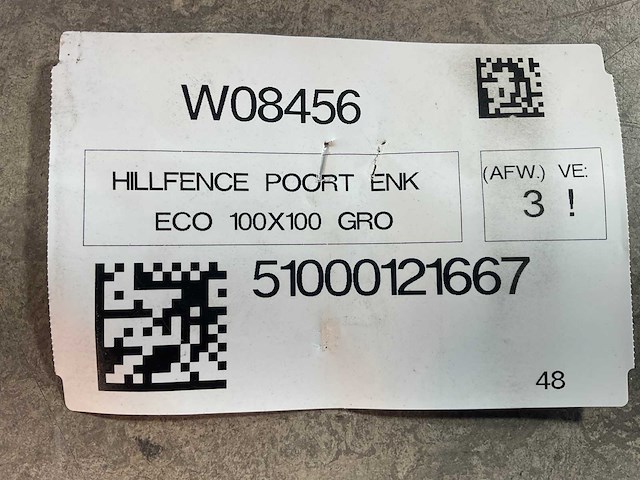 W08456
HILLFENCE POORT ENK
ECO 100X100 GRO
(AFW.) VE:
3 !
51000121667
48